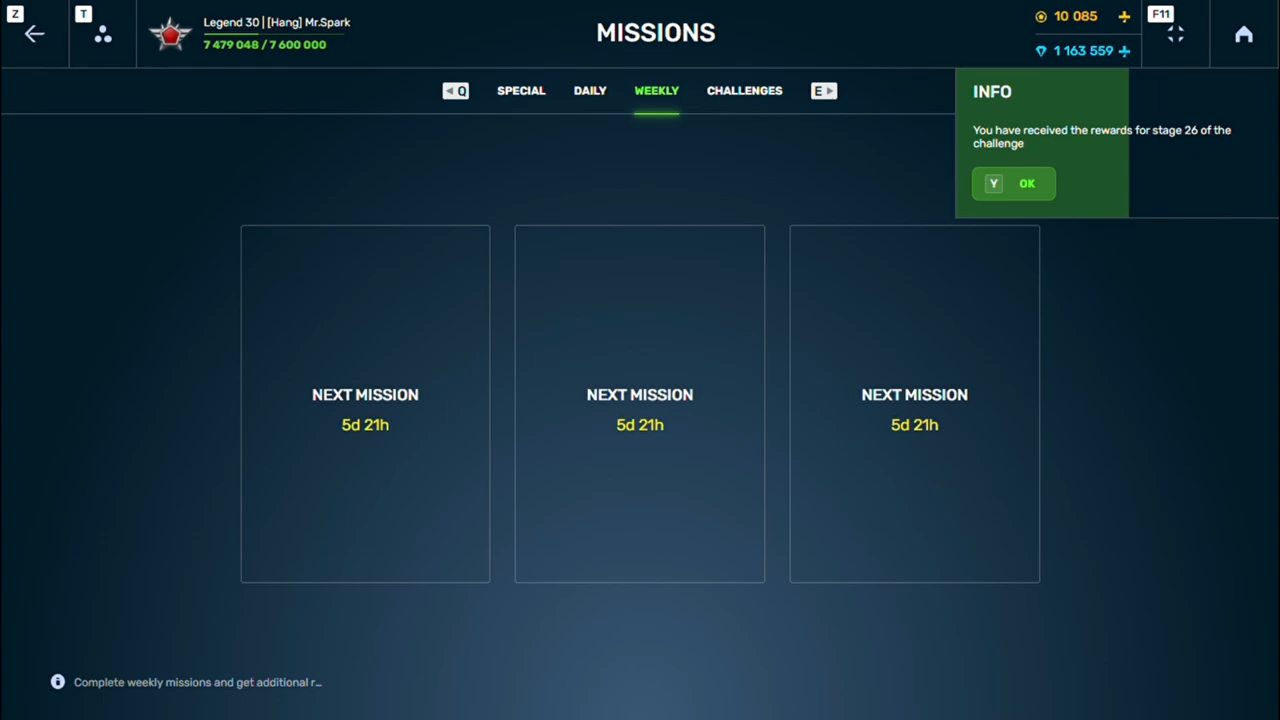 Z
T
Legend 30 | [Hang] Mr.Spark
7 479 048 / 7 600 000
MISSIONS
10 085
1 163 559
F11
Q
SPECIAL
DAILY
WEEKLY
CHALLENGES
E
INFO
You have received the rewards for stage 26 of the
challenge
Y
OK
NEXT MISSION
5d 21h
NEXT MISSION
5d 21h
NEXT MISSION
5d 21h
Complete weekly missions and get additional r...